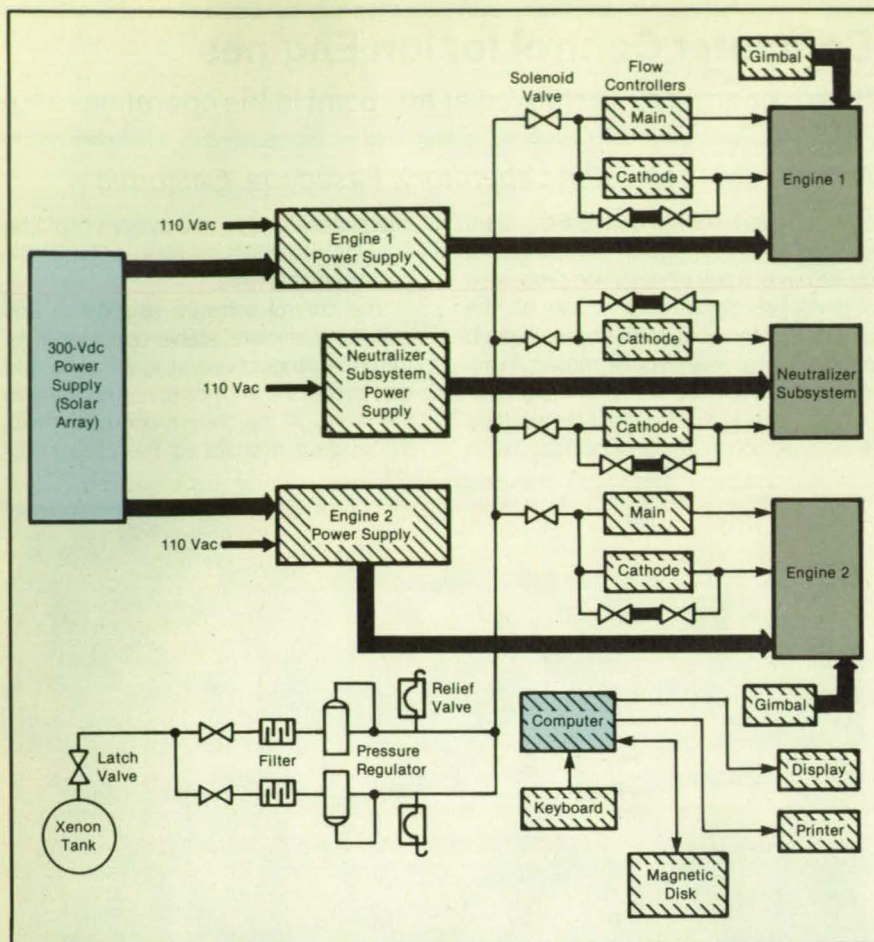 Gimbal
Flow
Controllers
Solenoid
Valve
Main
Cathode
Engine 1
110 Vac
Engine 1
Power Supply
300-Vdc
Power
Supply
(Solar
Array)
Cathode
Neutralizer
Subsystem
Power
Supply
110 Vac
Neutralizer
Subsystem
Cathode
Engine 2
Power Supply
110 Vac
Main
Cathode
Engine 2
Gimbal
Relief
Valve
Latch
Valve
Filter
Pressure
Regulator
Xenon
Tank
Computer
Keyboard
Display
Printer
Magnetic
Disk